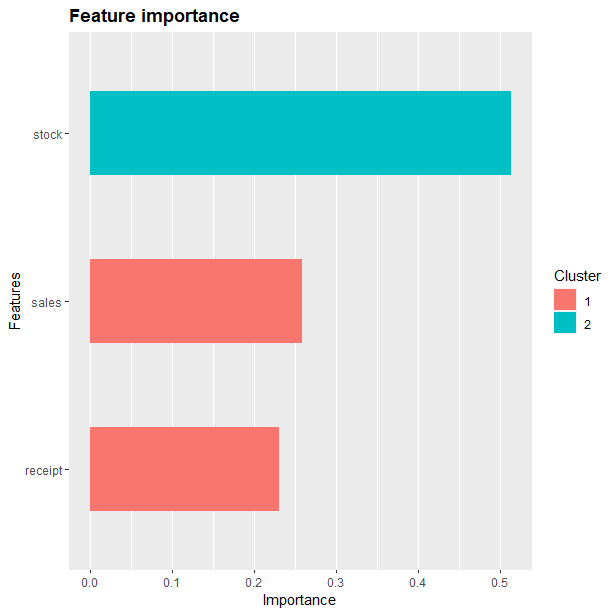 Feature importance
stock
sales
receipt
Features
0.0 0.1 0.2 0.3 0.4 0.5
Importance
Cluster
1
2